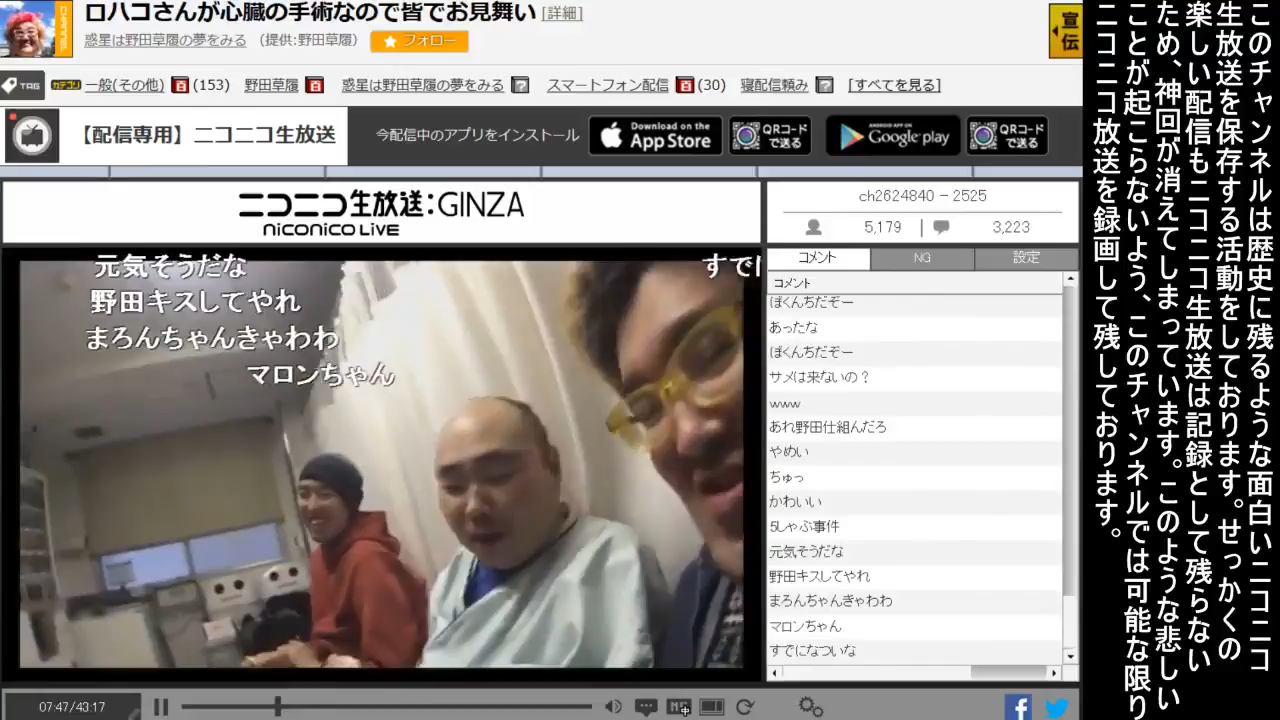 ロハコさんが心臓の手術なので皆でお見舞い [詳細]
惑星は野田草履の夢をみる (提供:野田草履) ★ フォロー
CHANNEL
宣伝
TAG カテゴリ 一般(その他) (153) 野田草履 惑星は野田草履の夢をみる ? スマートフォン配信 (30) 寝配信頼み ? [すべてを見る]
【配信専用】ニコニコ生放送
今配信中のアプリをインストール
Download on the App Store
QRコードで送る
ANDROID APP ON Google play
QRコードで送る
ニコニコ生放送:GINZA
niconico Live
ch2624840 - 2525
5,179 | 3,223
コメント NG 設定
コメント
ぼくんちだぞー
あったな
ぼくんちだぞー
サメは来ないの？
www
あれ野田仕組んだろ
やめい
ちゅっ
かわいい
5しゃぶ事件
元気そうだな
野田キスしてやれ
まろんちゃんきゃわわ
マロンちゃん
すでになついな
元気そうだな
すでに
野田キスしてやれ
まろんちゃんきゃわわ
マロンちゃん
07:47/43:17
このチャンネルは歴史に残るような面白いニコニコ
生放送を保存する活動をしております。せっかくの
楽しい配信もニコニコ生放送は記録として残らない
ため、神回が消えてしまっています。このような悲しい
ことが起こらないよう、このチャンネルでは可能な限り
ニコニコ放送を録画して残しております。